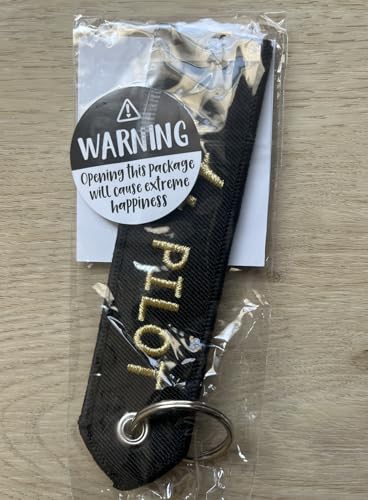 WARNING
Opening this package
will cause extreme
happiness
PILOT